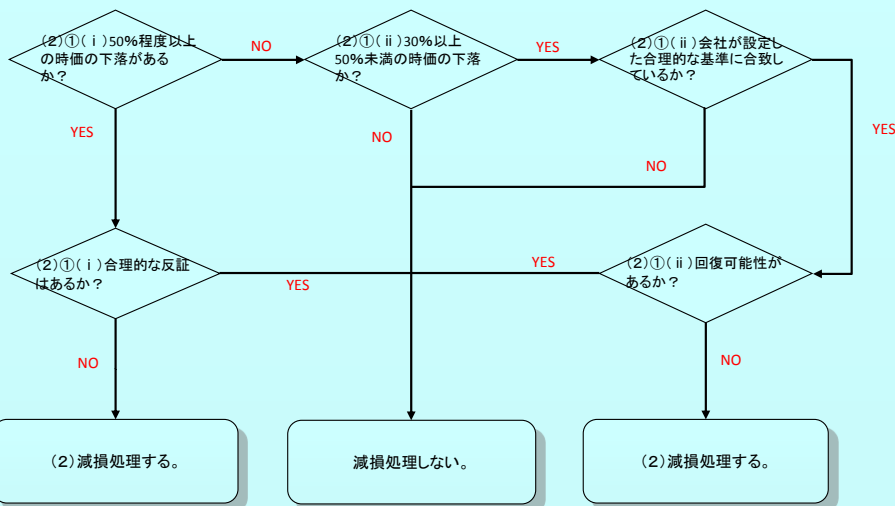 (2)①(ⅰ)50%程度以上
の時価の下落がある
か?
NO
(2)①(ⅱ)30%以上
50%未満の時価の下落
か?
YES
(2)①(ⅱ)会社が設定し
た合理的な基準に合致し
ているか?
YES
YES
NO
NO
(2)①(ⅰ)合理的な反証
はあるか?
YES
YES
(2)①(ⅱ)回復可能性が
あるか?
NO
NO
(2)減損処理する。
減損処理しない。
(2)減損処理する。